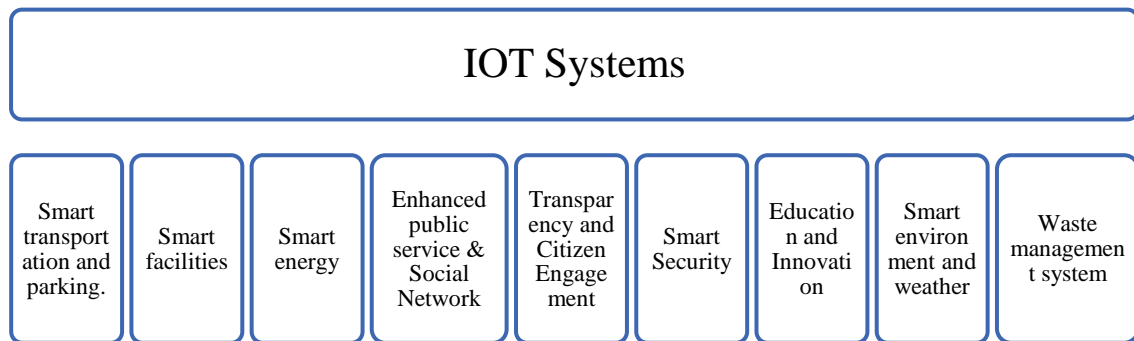 IOT Systems
Smart
transport
ation and
parking.
Smart
facilities
Smart
energy
Enhanced
public
service &
Social
Network
Transpar
ency and
Citizen
Engage
ment
Smart
Security
Educatio
n and
Innovati
on
Smart
environ
ment and
weather
Waste
managemen
t system